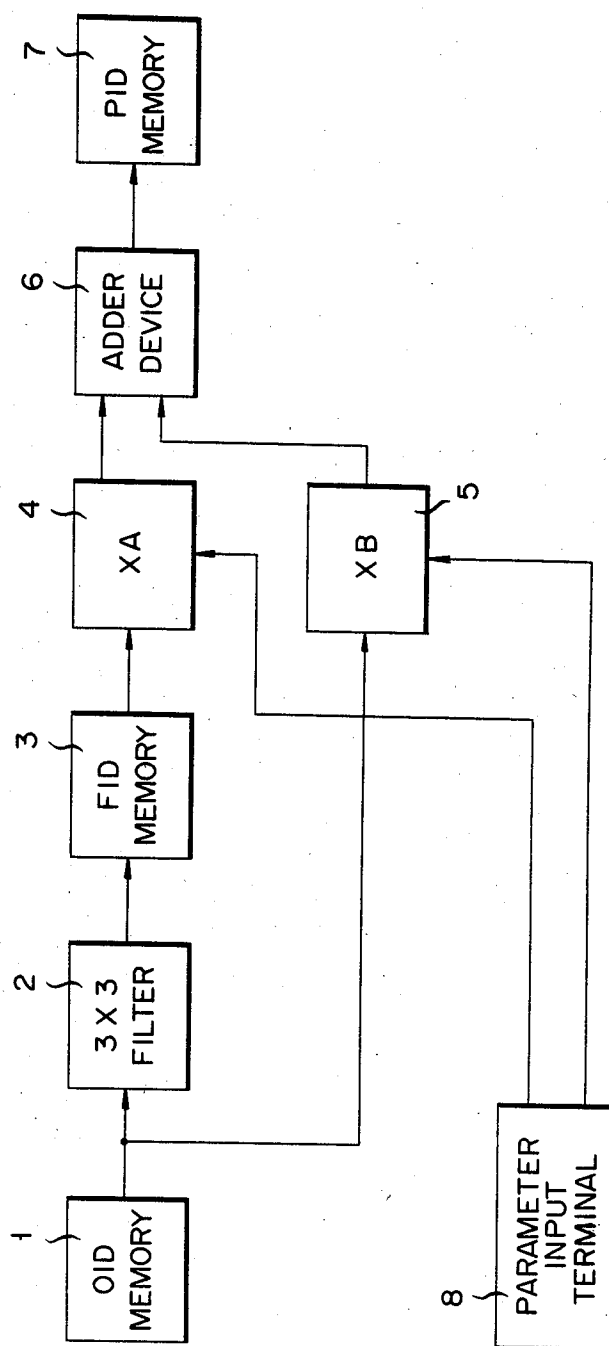 1
OID
MEMORY
2
3 X 3
FILTER
3
FID
MEMORY
4
XA
5
XB
6
ADDER
DEVICE
7
PID
MEMORY
8
PARAMETER
INPUT
TERMINAL